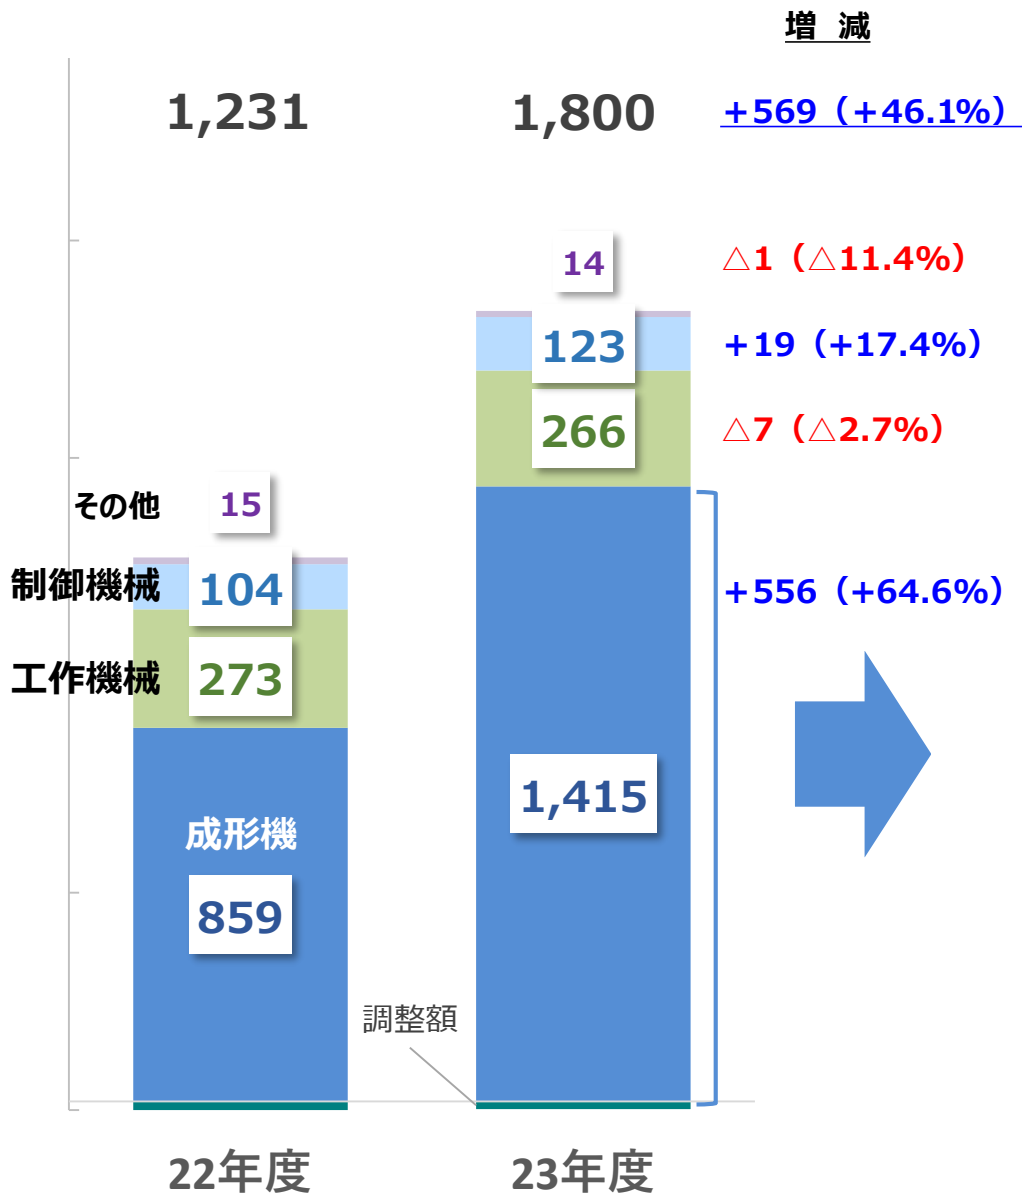 増 減
1,231
1,800
+569（+46.1%）
14
△1（△11.4%）
123
+19（+17.4%）
266
△7（△2.7%）
その他
15
制御機械
104
+556（+64.6%）
工作機械
273
1,415
成形機
859
調整額
22年度
23年度